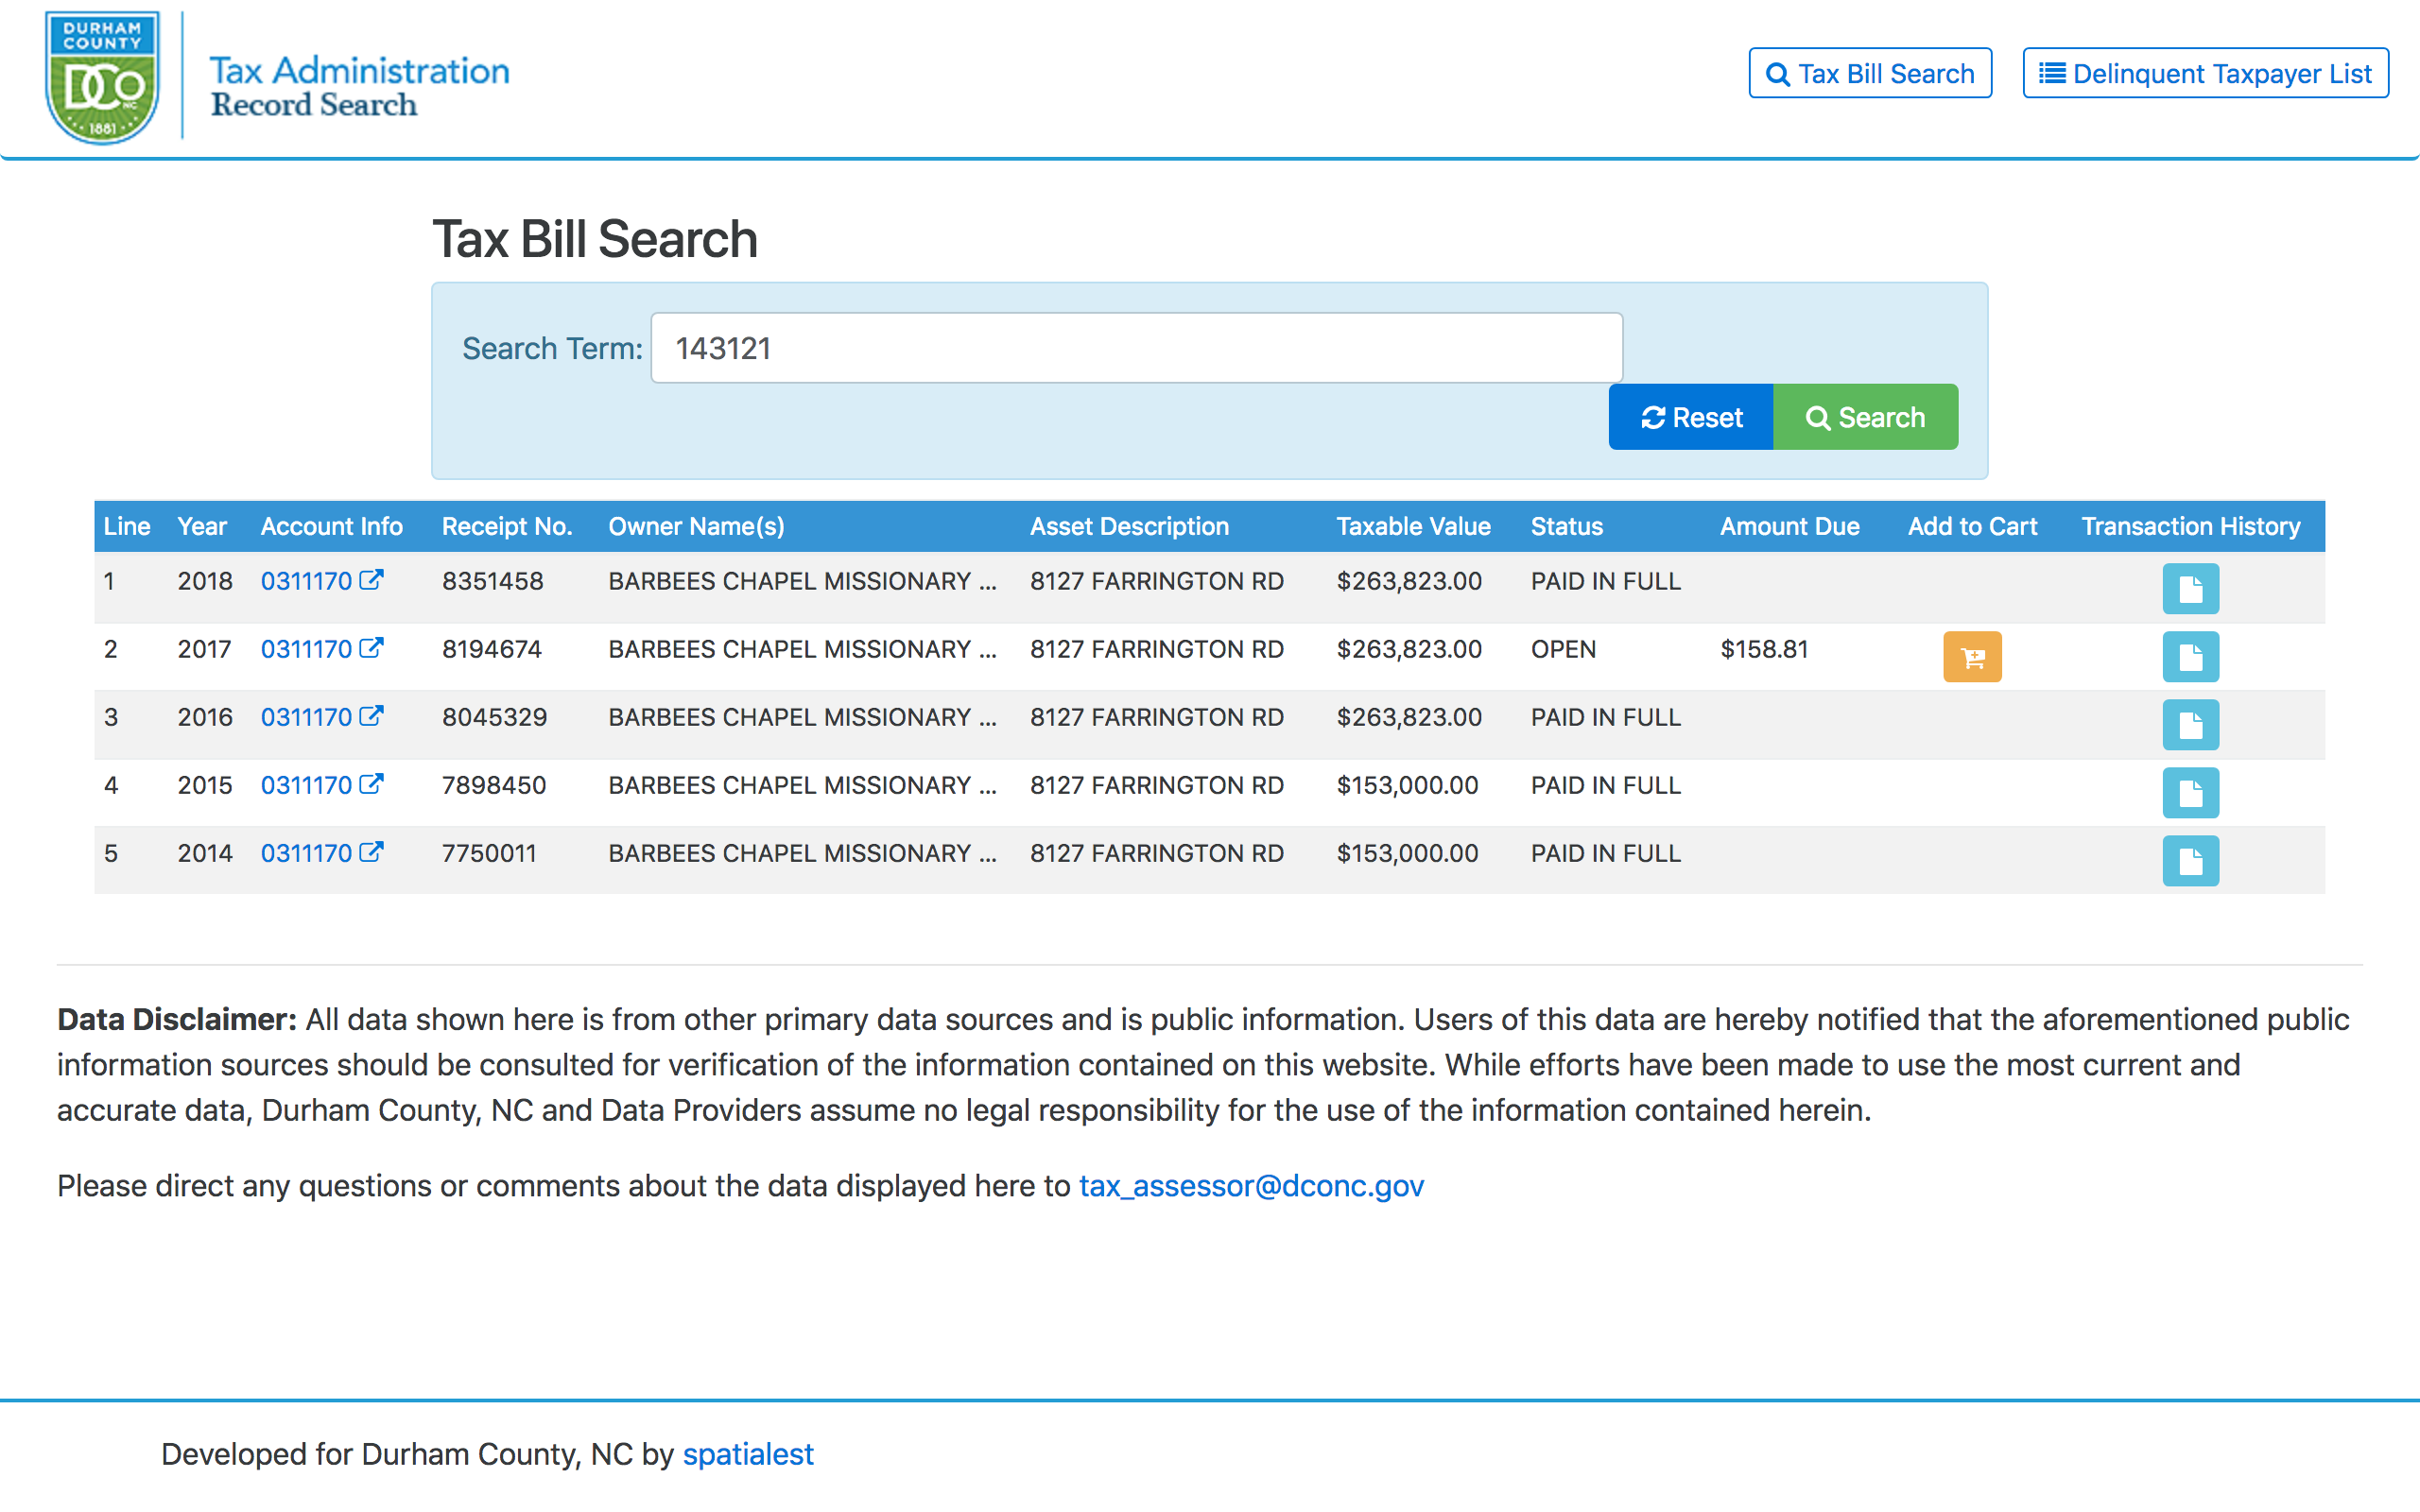 DURHAM
COUNTY
DCO
NC
1881
Tax Administration
Record Search
Tax Bill Search
Delinquent Taxpayer List
Tax Bill Search
Search Term: 143121
Reset Search
Line Year Account Info Receipt No. Owner Name(s) Asset Description Taxable Value Status Amount Due Add to Cart Transaction History
1 2018 0311170 8351458 BARBEES CHAPEL MISSIONARY ... 8127 FARRINGTON RD $263,823.00 PAID IN FULL
2 2017 0311170 8194674 BARBEES CHAPEL MISSIONARY ... 8127 FARRINGTON RD $263,823.00 OPEN $158.81
3 2016 0311170 8045329 BARBEES CHAPEL MISSIONARY ... 8127 FARRINGTON RD $263,823.00 PAID IN FULL
4 2015 0311170 7898450 BARBEES CHAPEL MISSIONARY ... 8127 FARRINGTON RD $153,000.00 PAID IN FULL
5 2014 0311170 7750011 BARBEES CHAPEL MISSIONARY ... 8127 FARRINGTON RD $153,000.00 PAID IN FULL
Data Disclaimer: All data shown here is from other primary data sources and is public information. Users of this data are hereby notified that the aforementioned public
information sources should be consulted for verification of the information contained on this website. While efforts have been made to use the most current and
accurate data, Durham County, NC and Data Providers assume no legal responsibility for the use of the information contained herein.
Please direct any questions or comments about the data displayed here to tax_assessor@dconc.gov
Developed for Durham County, NC by spatialest